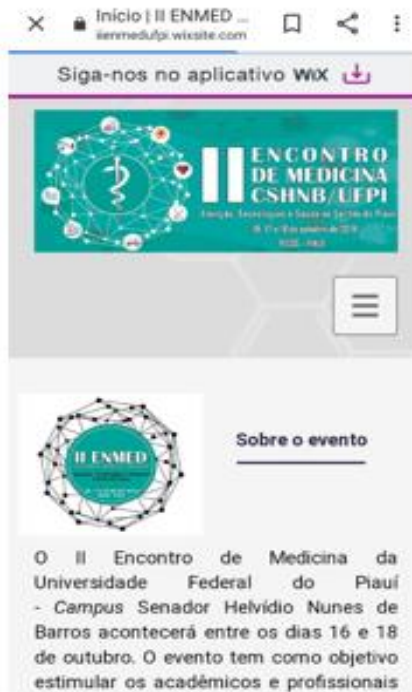 Início | II ENMED ...
iienmedufpi.wixsite.com
Siga-nos no aplicativo WiX
II ENCONTRO
DE MEDICINA
CSHNB/UFPI
II ENMED
Sobre o evento
O II Encontro de Medicina da
Universidade Federal do Piauí
- Campus Senador Helvídio Nunes de
Barros acontecerá entre os dias 16 e 18
de outubro. O evento tem como objetivo
estimular os acadêmicos e profissionais